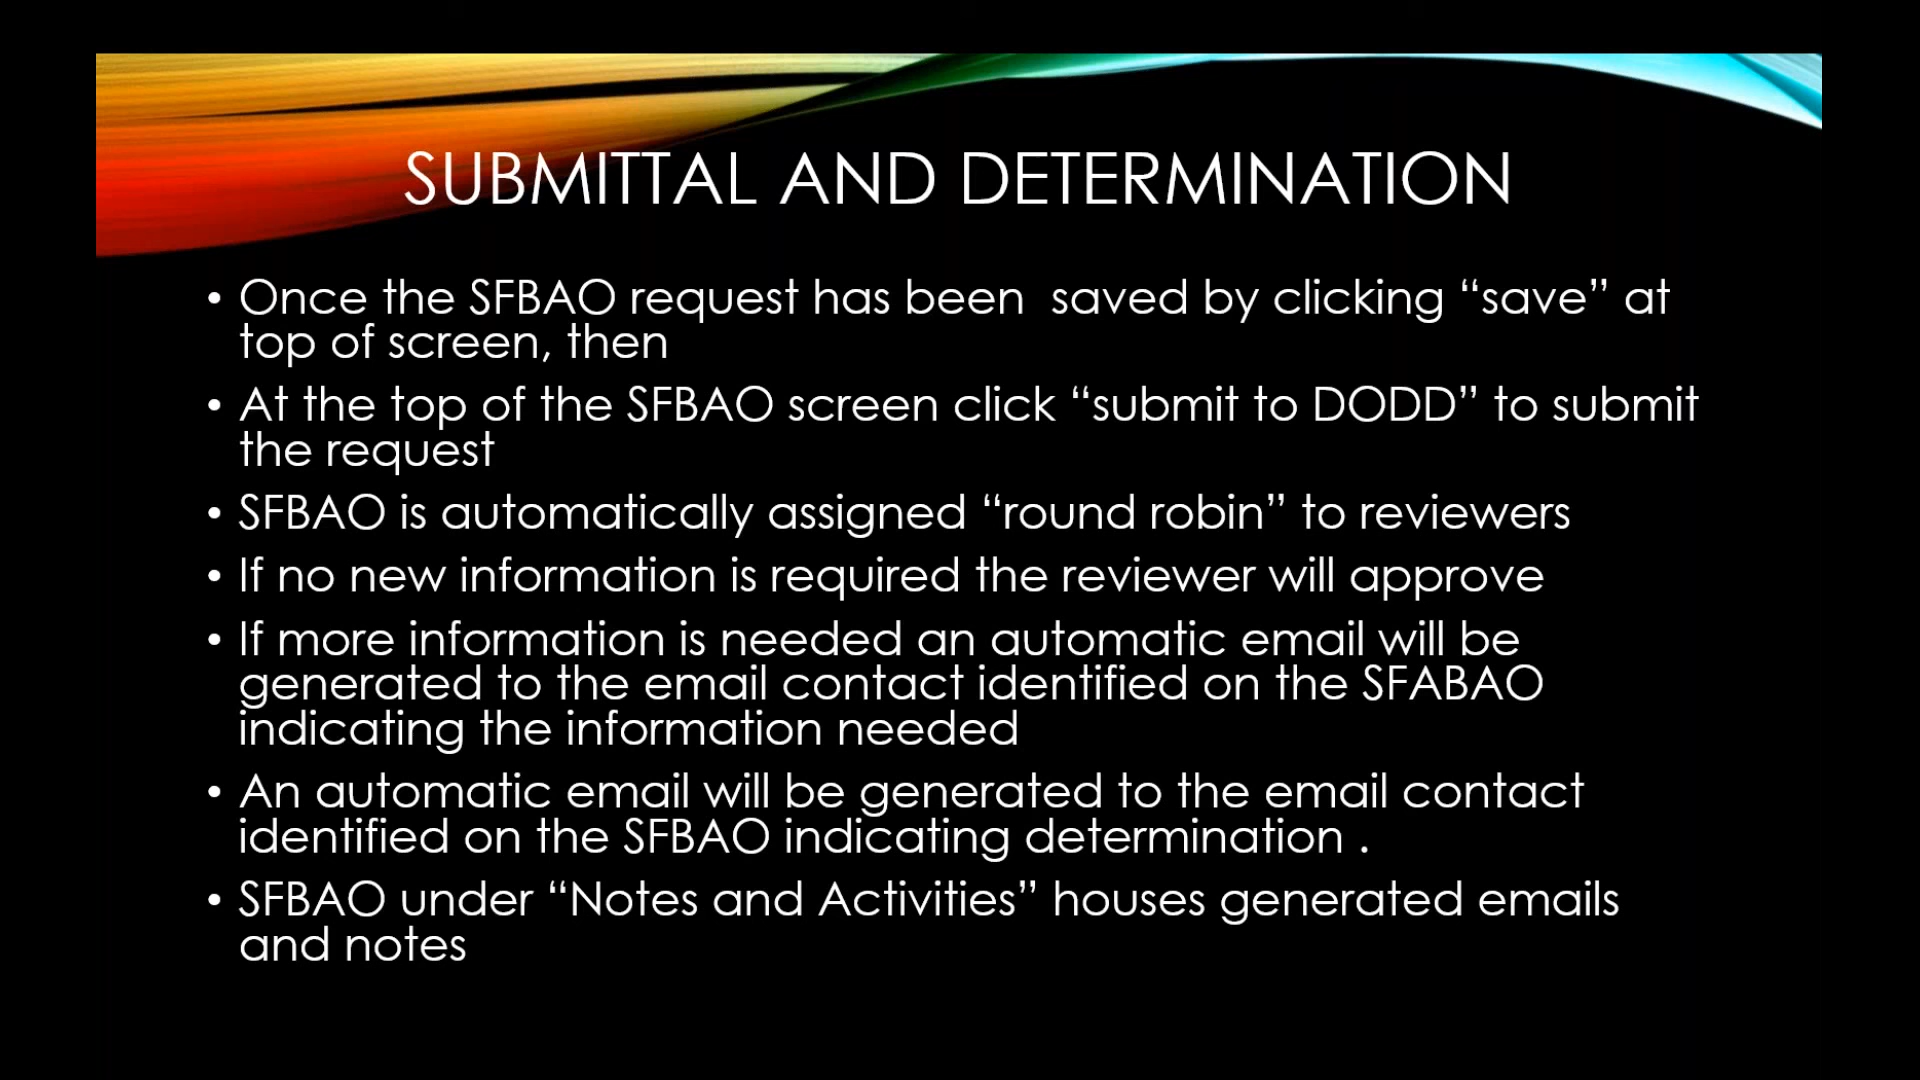 SUBMITTAL AND DETERMINATION
• Once the SFBAO request has been  saved by clicking “save” at
top of screen, then
• At the top of the SFBAO screen click “submit to DODD” to submit
the request
• SFBAO is automatically assigned “round robin” to reviewers
• If no new information is required the reviewer will approve
• If more information is needed an automatic email will be
generated to the email contact identified on the SFABAO
indicating the information needed
• An automatic email will be generated to the email contact
identified on the SFBAO indicating determination .
• SFBAO under “Notes and Activities” houses generated emails
and notes